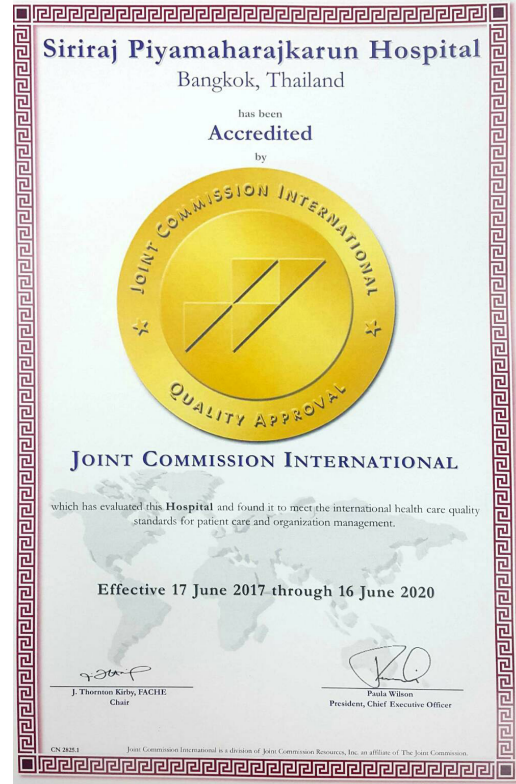 Siriraj Piyamaharajkarun Hospital
Bangkok, Thailand
has been
Accredited
by
JOINT COMMISSION INTERNATIONAL
QUALITY APPROVAL
JOINT COMMISSION INTERNATIONAL
which has evaluated this Hospital and found it to meet the international health care quality
standards for patient care and organization management.
Effective 17 June 2017 through 16 June 2020
J. Thornton Kirby, FACHE
Chair
Paula Wilson
President, Chief Executive Officer
CN 2825.1
Joint Commission International is a division of Joint Commission Resources, Inc. an affiliate of The Joint Commission.